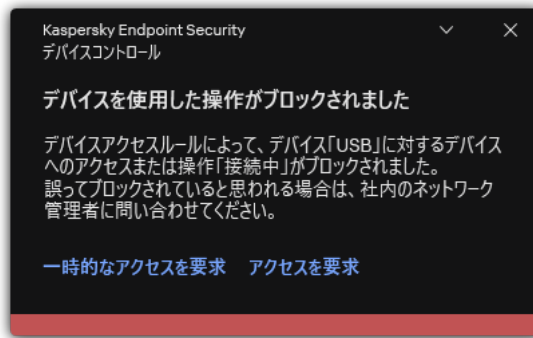 Kaspersky Endpoint Security
デバイスコントロール
デバイスを使用した操作がブロックされました
デバイスアクセスルールによって、デバイス「USB」に対するデバイス
へのアクセスまたは操作「接続中」がブロックされました。
誤ってブロックされていると思われる場合は、社内のネットワーク
管理者に問い合わせてください。
一時的なアクセスを要求 アクセスを要求